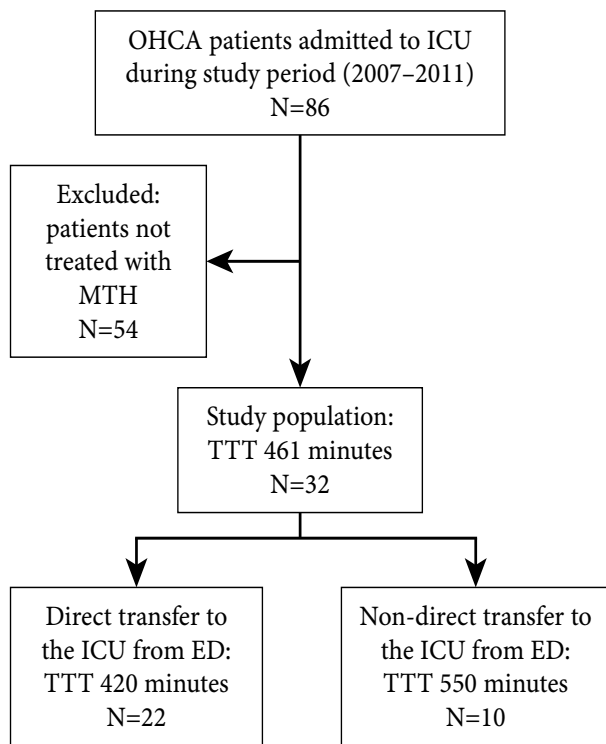 OHCA patients admitted to ICU
during study period (2007–2011)
N=86
Excluded:
patients not
treated with
MTH
N=54
Study population:
TTT 461 minutes
N=32
Direct transfer to
the ICU from ED:
TTT 420 minutes
N=22
Non-direct transfer to
the ICU from ED:
TTT 550 minutes
N=10